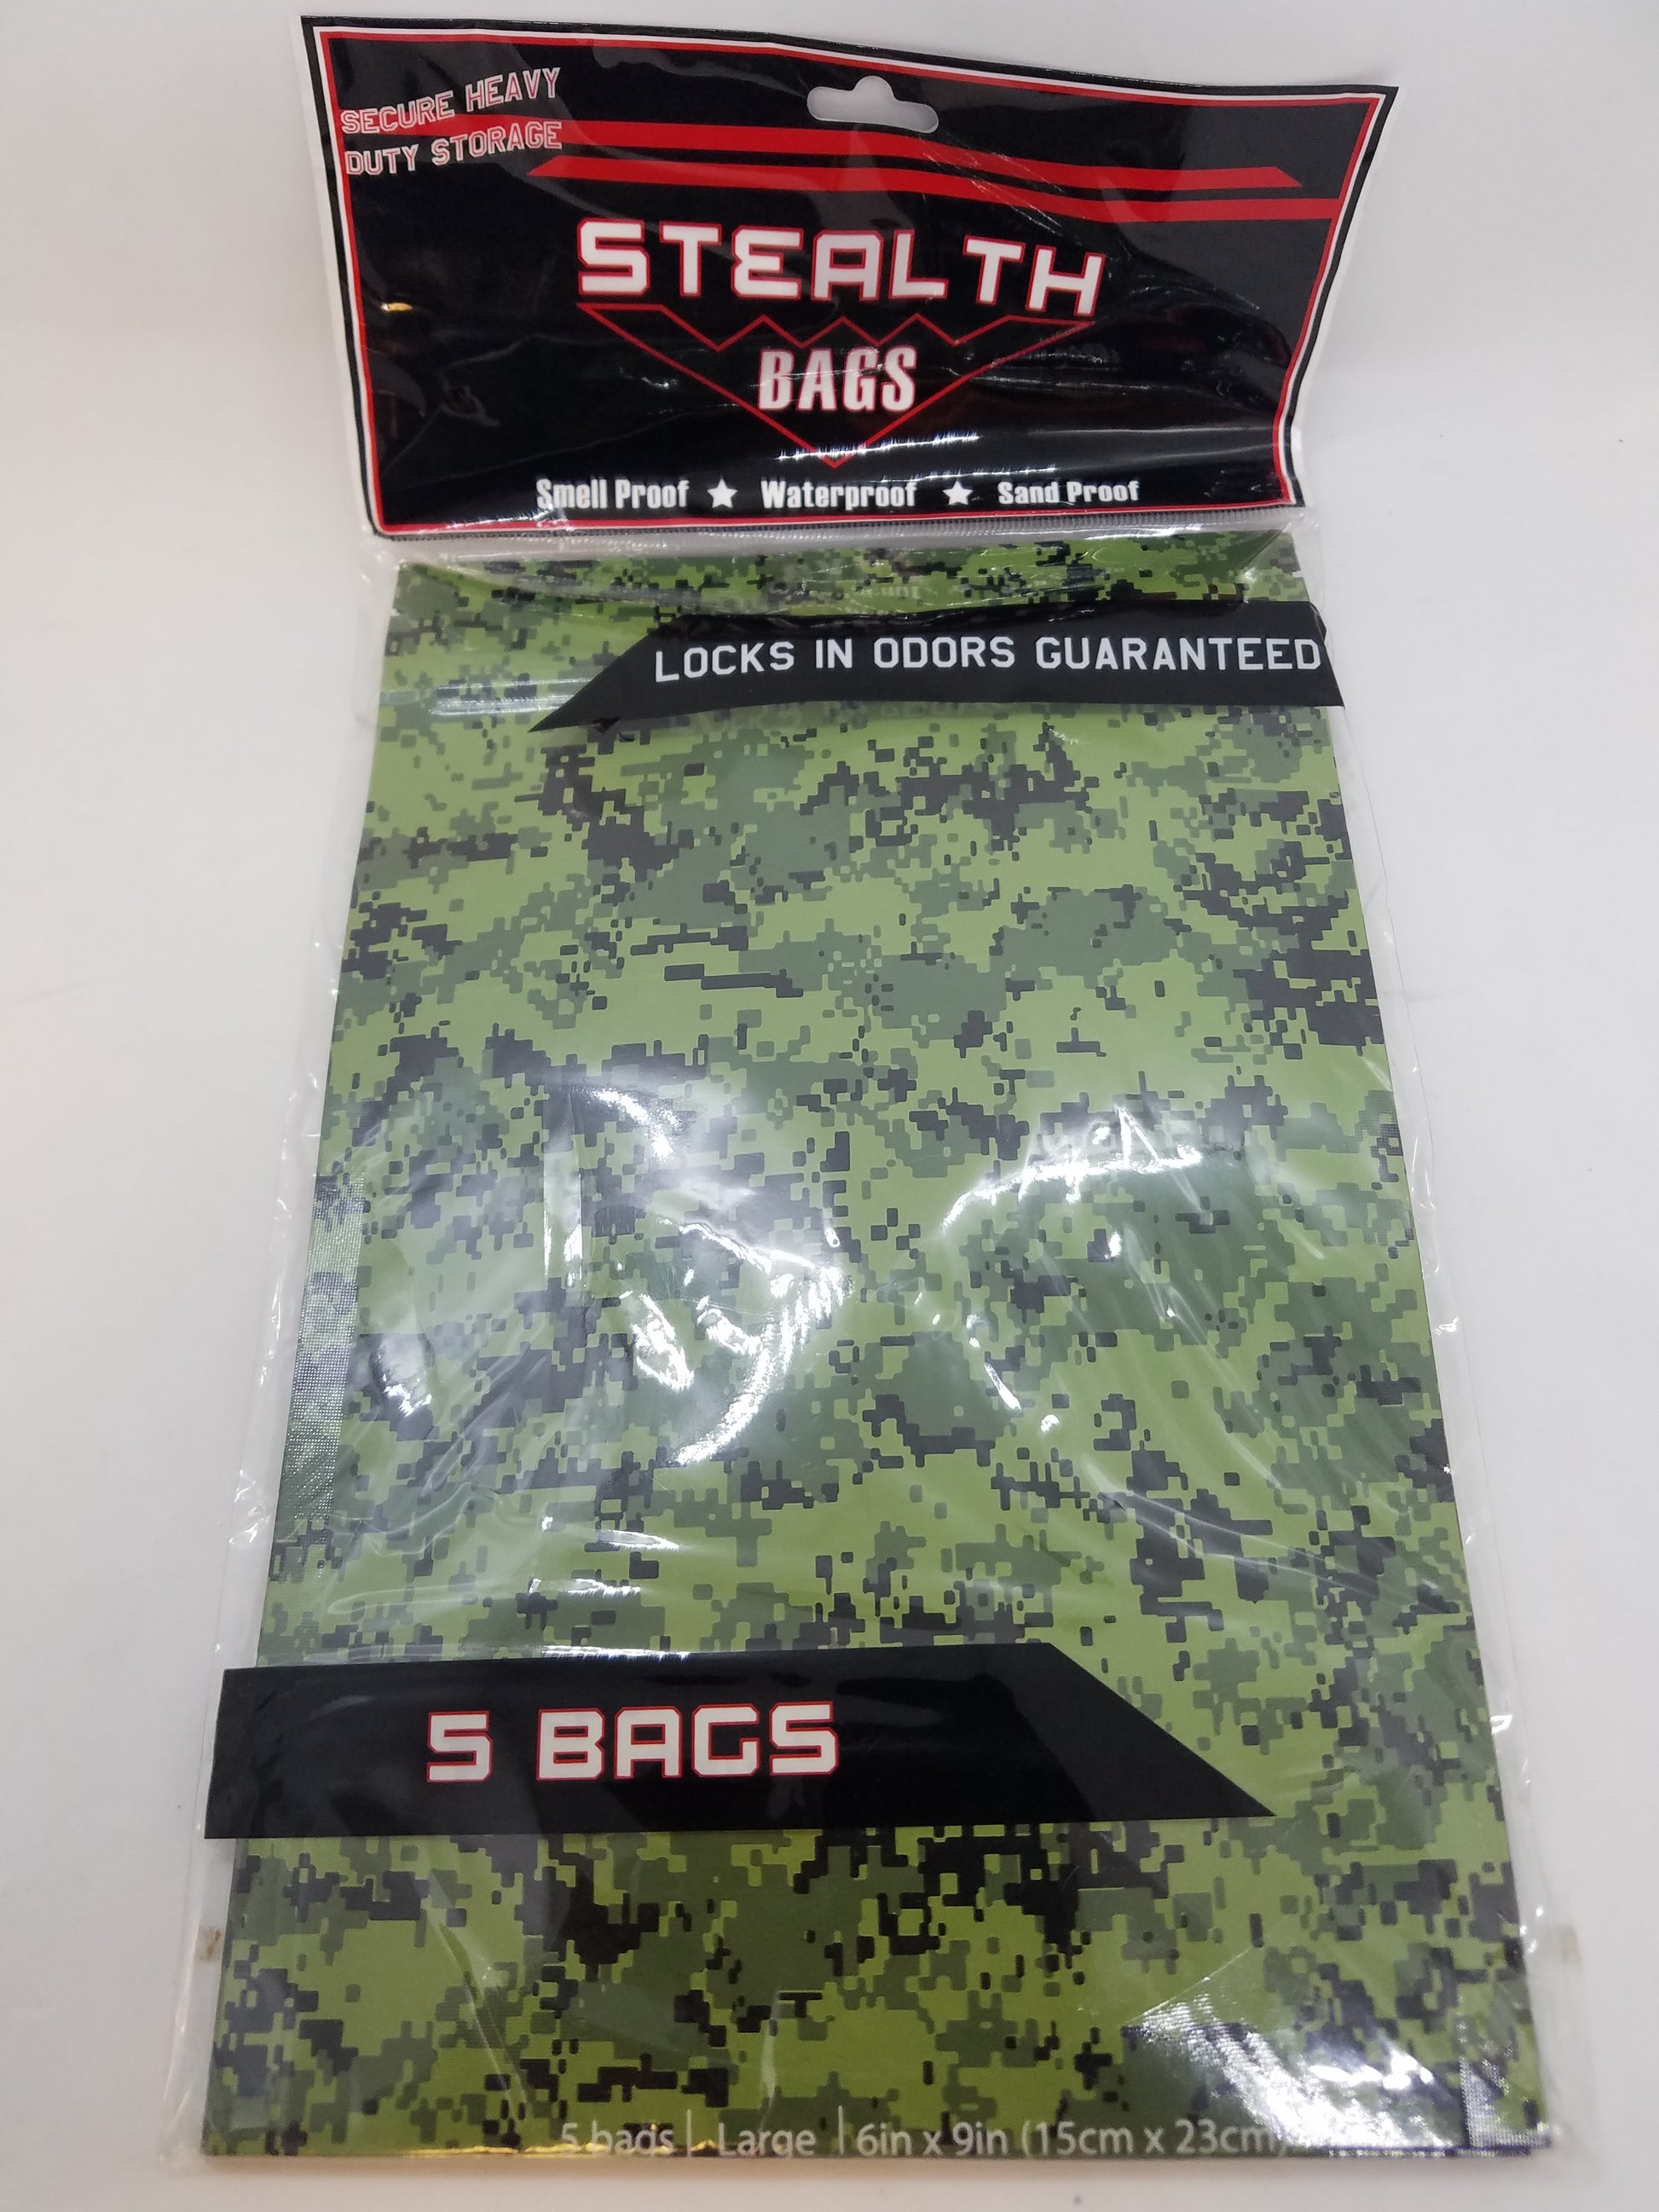 SECURE HEAVY
DUTY STORAGE
STEALTH
BAGS
Smell Proof ★ Waterproof ★ Sand Proof
LOCKS IN ODORS GUARANTEED
5 BAGS
5 bags | Large | 6in x 9in (15cm x 23cm)